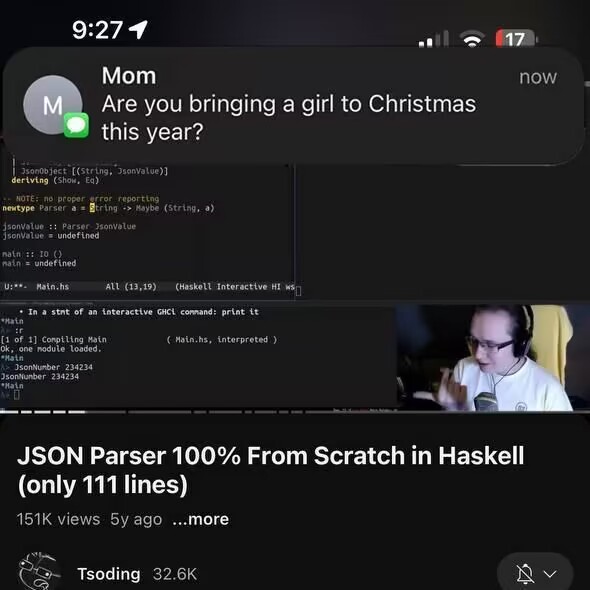 9:27
17
Mom
now
M
Are you bringing a girl to Christmas
this year?
| JsonObject [(String, JsonValue)]
deriving (Show, Eq)
-- NOTE: no proper error reporting
newtype Parser a = String -> Maybe (String, a)
jsonValue :: Parser JsonValue
jsonValue = undefined
main :: IO ()
main = undefined
U:**- Main.hs All (13,19) (Haskell Interactive HI ws
• In a stmt of an interactive GHCi command: print it
*Main
λ> :r
[1 of 1] Compiling Main ( Main.hs, interpreted )
Ok, one module loaded.
*Main
λ> JsonNumber 234234
JsonNumber 234234
*Main
λ>
JSON Parser 100% From Scratch in Haskell
(only 111 lines)
151K views 5y ago ...more
Tsoding 32.6K